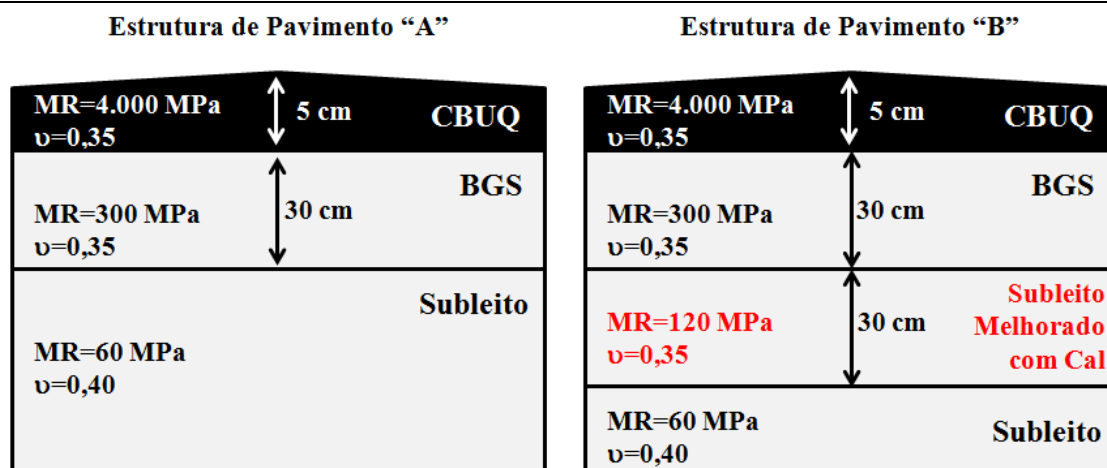 Estrutura de Pavimento “A”
MR=4.000 MPa
υ=0,35
5 cm
CBUQ
BGS
MR=300 MPa
υ=0,35
30 cm
Subleito
MR=60 MPa
υ=0,40
Estrutura de Pavimento “B”
MR=4.000 MPa
υ=0,35
5 cm
CBUQ
BGS
MR=300 MPa
υ=0,35
30 cm
MR=120 MPa
υ=0,35
30 cm
Subleito
Melhorado
com Cal
MR=60 MPa
υ=0,40
Subleito